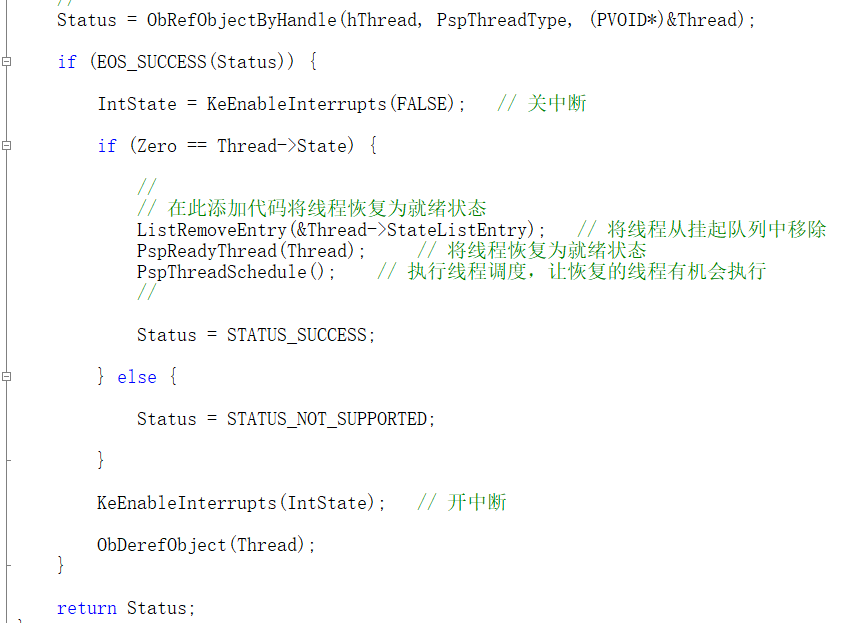 //
Status = ObRefObjectByHandle(hThread, PspThreadType, (PVOID*)&Thread);
if (EOS_SUCCESS(Status)) {
IntState = KeEnableInterrupts(FALSE); // 关中断
if (Zero == Thread->State) {
//
// 在此添加代码将线程恢复为就绪状态
ListRemoveEntry(&Thread->StateListEntry); // 将线程从挂起队列中移除
PspReadyThread(Thread); // 将线程恢复为就绪状态
PspThreadSchedule(); // 执行线程调度，让恢复的线程有机会执行
//
Status = STATUS_SUCCESS;
} else {
Status = STATUS_NOT_SUPPORTED;
}
KeEnableInterrupts(IntState); // 开中断
ObDerefObject(Thread);
}
return Status;